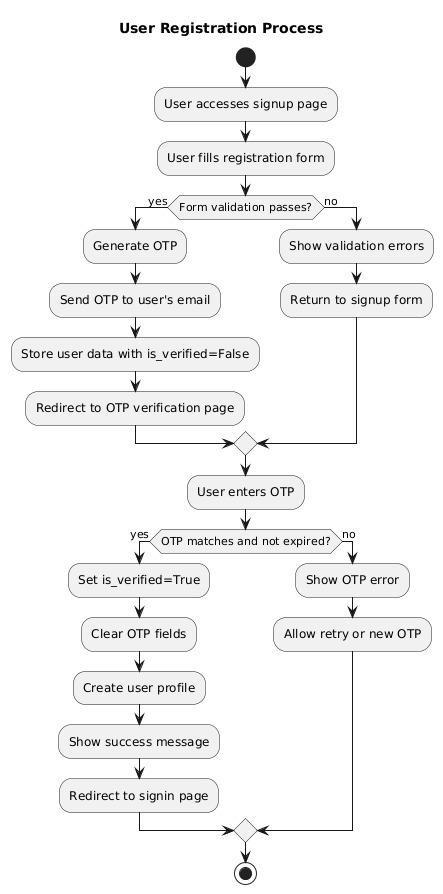 User Registration Process
User accesses signup page
User fills registration form
yes
Form validation passes?
no
Generate OTP
Show validation errors
Send OTP to user's email
Return to signup form
Store user data with is_verified=False
Redirect to OTP verification page
User enters OTP
yes
OTP matches and not expired?
no
Set is_verified=True
Show OTP error
Clear OTP fields
Allow retry or new OTP
Create user profile
Show success message
Redirect to signin page